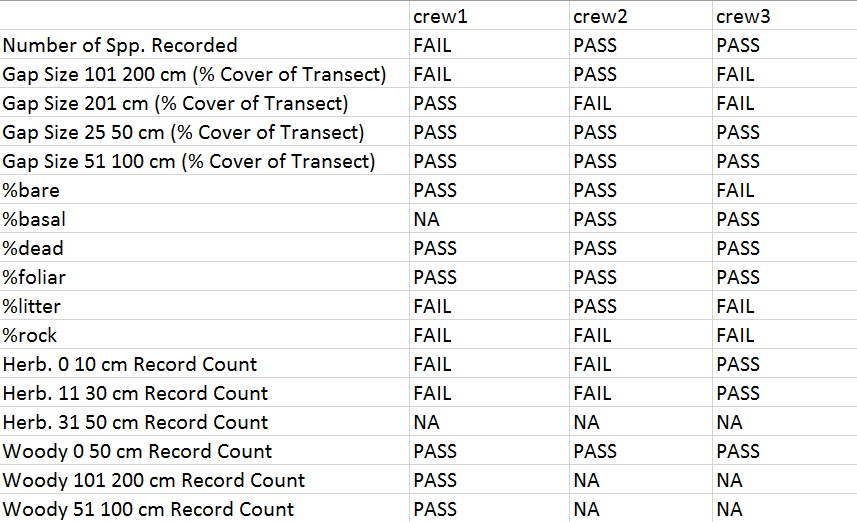 crew1 crew2 crew3
Number of Spp. Recorded FAIL PASS PASS
Gap Size 101 200 cm (% Cover of Transect) FAIL PASS FAIL
Gap Size 201 cm (% Cover of Transect) PASS FAIL FAIL
Gap Size 25 50 cm (% Cover of Transect) PASS PASS PASS
Gap Size 51 100 cm (% Cover of Transect) PASS PASS PASS
%bare PASS PASS FAIL
%basal NA PASS PASS
%dead PASS PASS PASS
%foliar PASS PASS PASS
%litter FAIL PASS FAIL
%rock FAIL FAIL FAIL
Herb. 0 10 cm Record Count FAIL FAIL PASS
Herb. 11 30 cm Record Count FAIL FAIL PASS
Herb. 31 50 cm Record Count NA NA NA
Woody 0 50 cm Record Count PASS PASS PASS
Woody 101 200 cm Record Count PASS NA NA
Woody 51 100 cm Record Count PASS NA NA